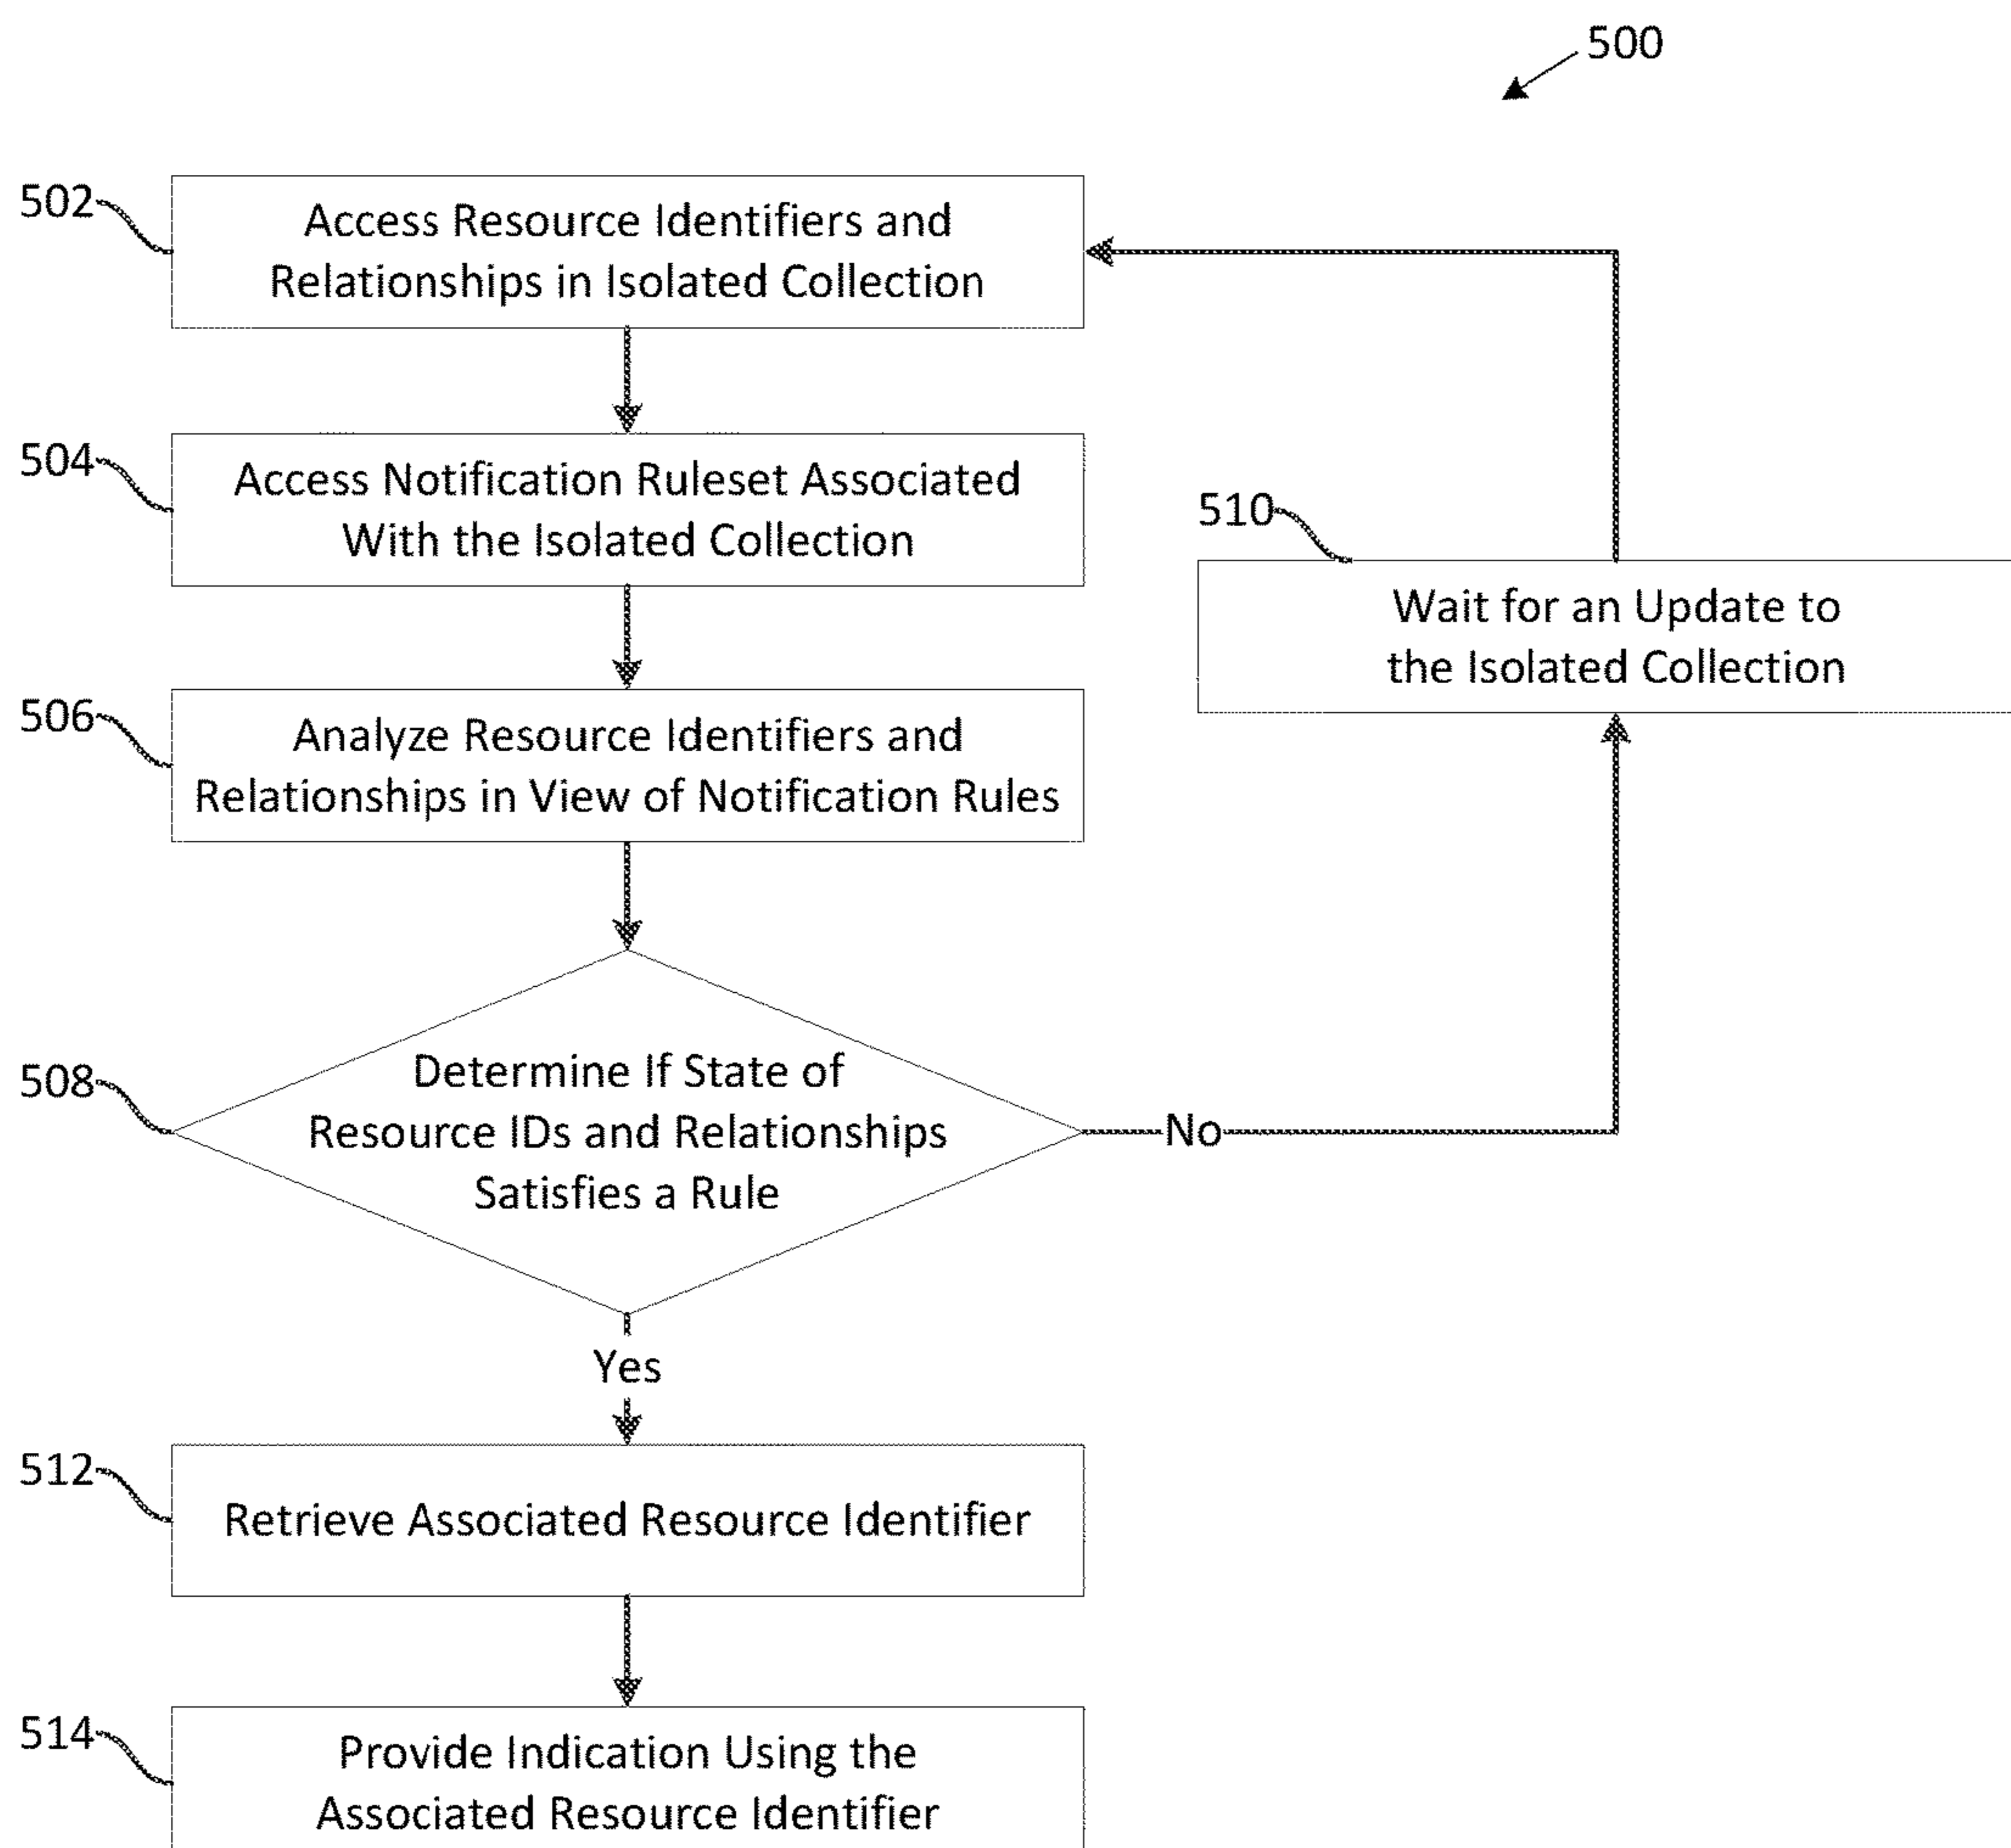 500
502
Access Resource Identifiers and
Relationships in Isolated Collection
504
Access Notification Ruleset Associated
With the Isolated Collection
510
Wait for an Update to
the Isolated Collection
506
Analyze Resource Identifiers and
Relationships in View of Notification Rules
508
Determine If State of
Resource IDs and Relationships
Satisfies a Rule
No
Yes
512
Retrieve Associated Resource Identifier
514
Provide Indication Using the
Associated Resource Identifier